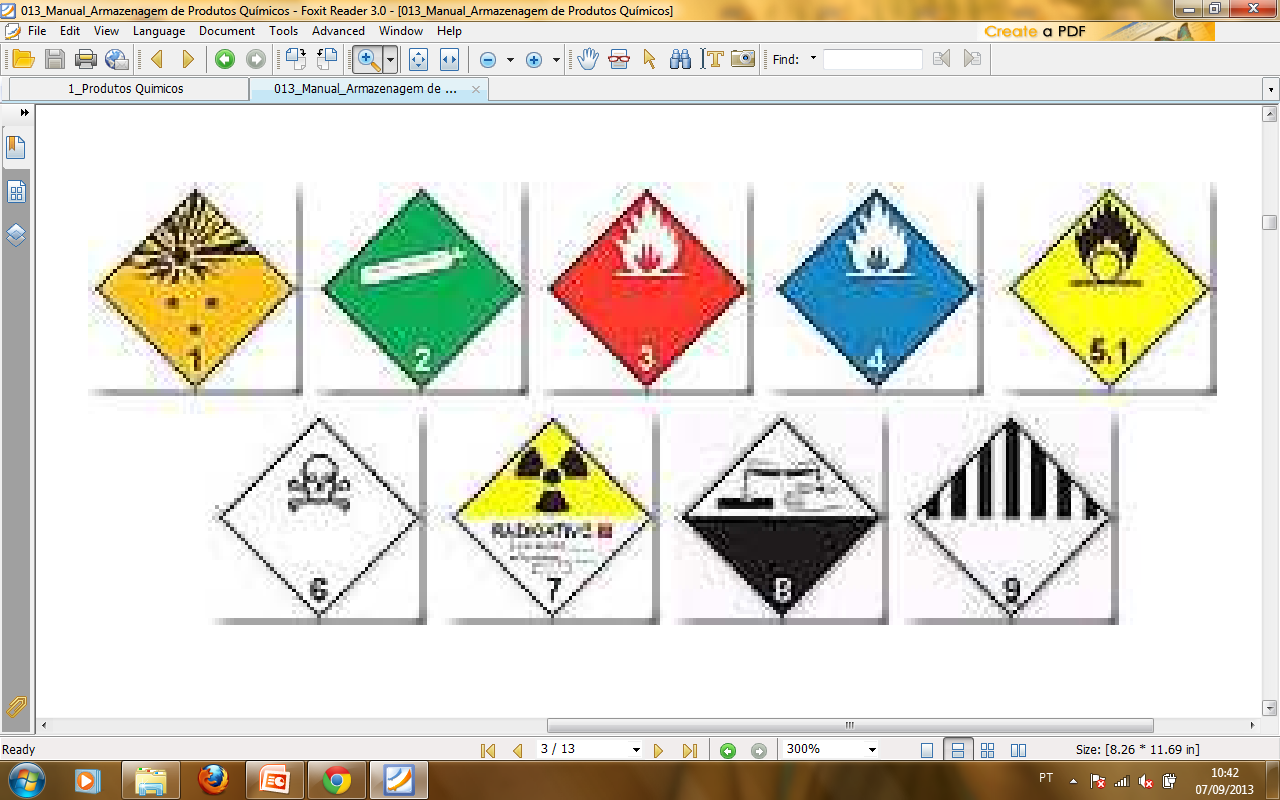 013_Manual_Armazenagem de Produtos Químicos - Foxit Reader 3.0 - [013_Manual_Armazenagem de Produtos Químicos]
File Edit View Language Document Tools Advanced Window Help
Create a PDF
Find:
1_Produtos Quimicos
013_Manual_Armazenagem de ...
1
2
3
4
5.1
6
RADIOATIVO
7
8
9
Ready
3 / 13
300%
Size: [8.26 * 11.69 in]
PT
10:42
07/09/2013